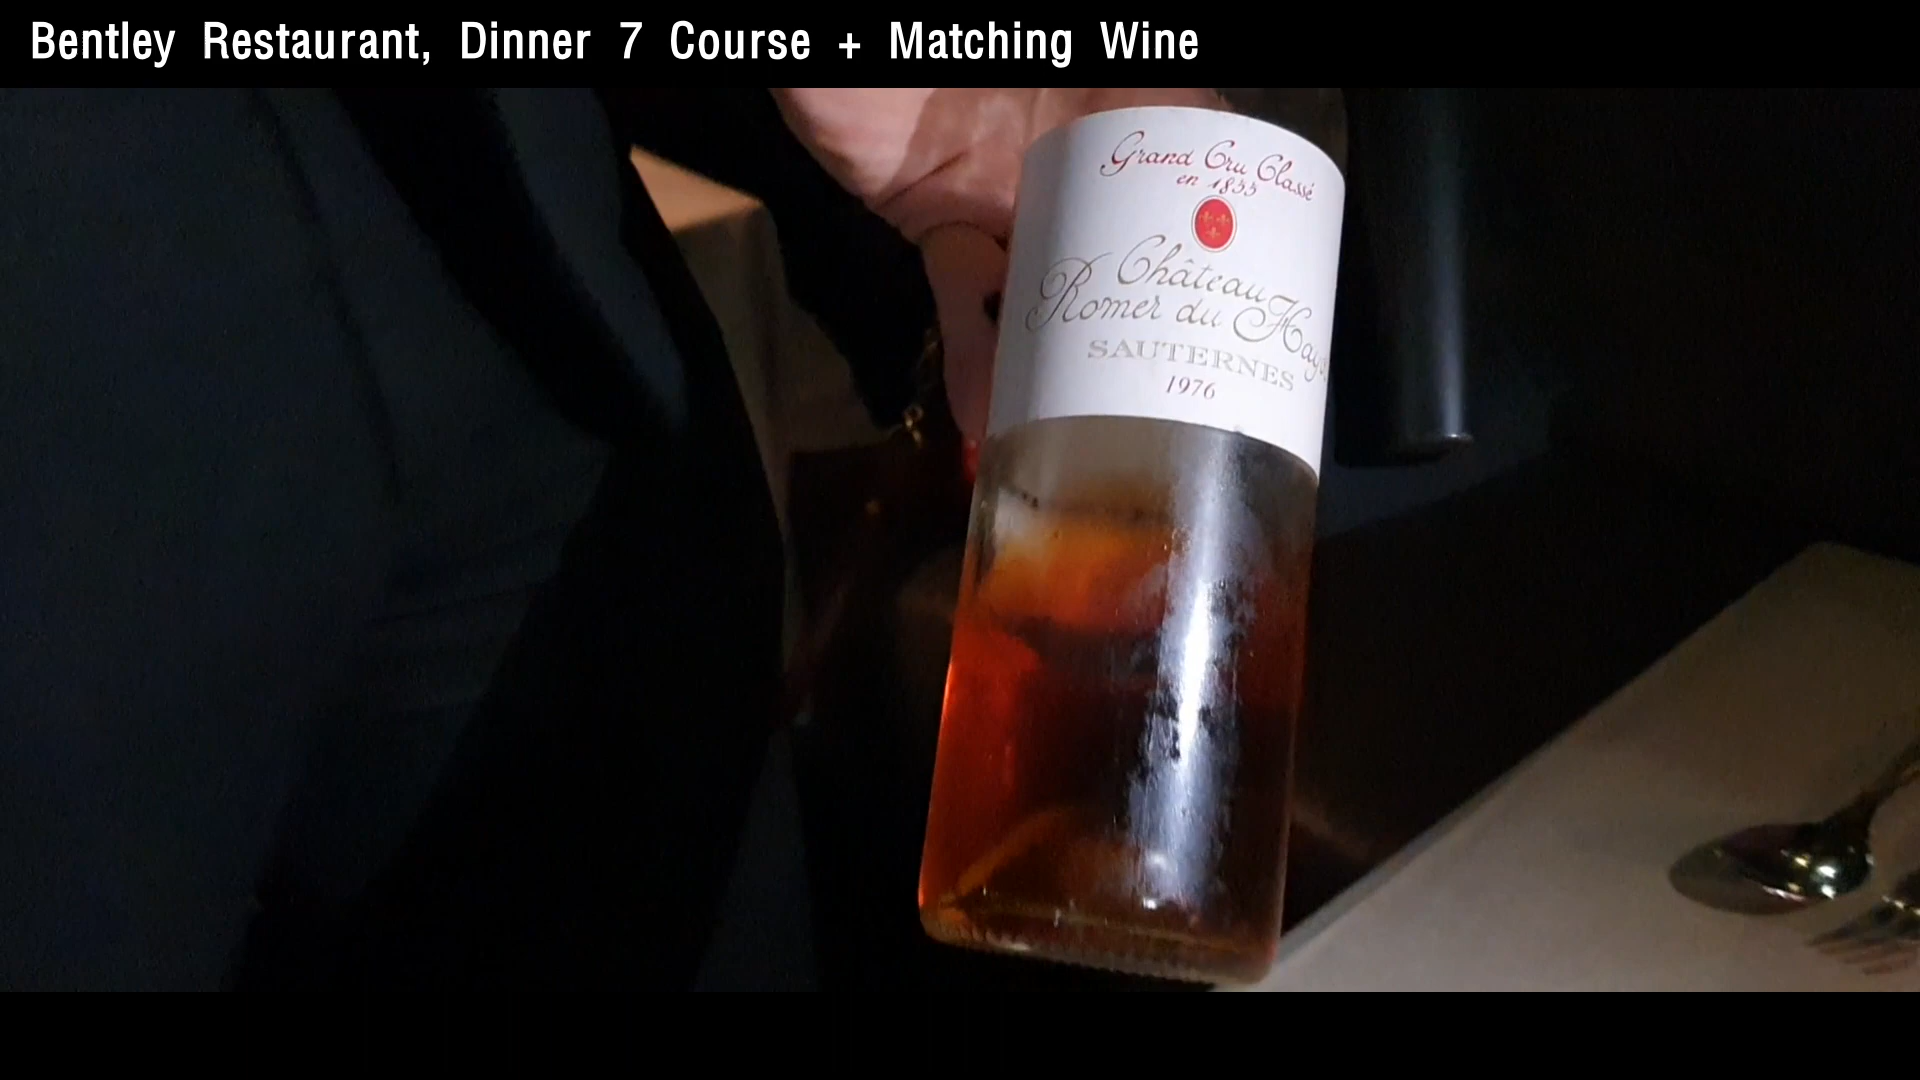 Bentley Restaurant, Dinner 7 Course + Matching Wine
Grand Cru Classé
en 1855
Château
Romer du Hayot
SAUTERNES
1976